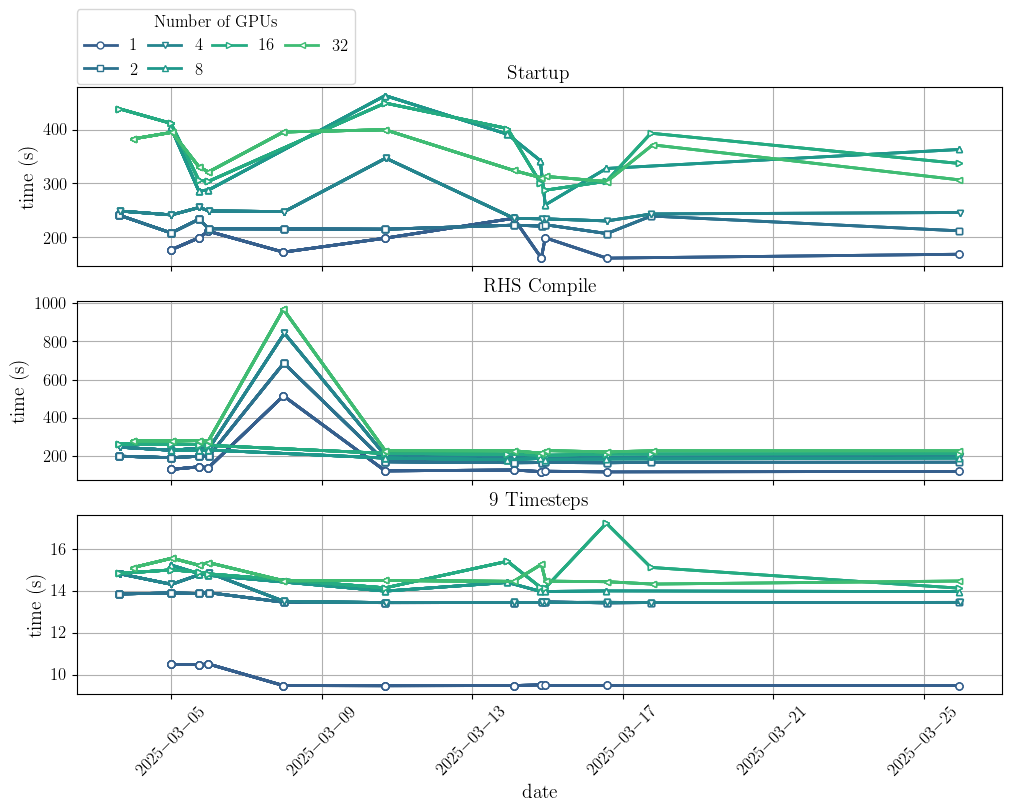 Number of GPUs
1 4 16 32
2 8
Startup
time (s)
400
300
200
RHS Compile
time (s)
1000
800
600
400
200
9 Timesteps
time (s)
16
14
12
10
2025−03−05 2025−03−09 2025−03−13 2025−03−17 2025−03−21 2025−03−25
date